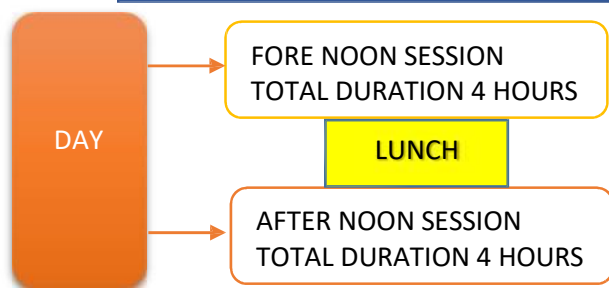 DAY
FORE NOON SESSION
TOTAL DURATION 4 HOURS
LUNCH
AFTER NOON SESSION
TOTAL DURATION 4 HOURS